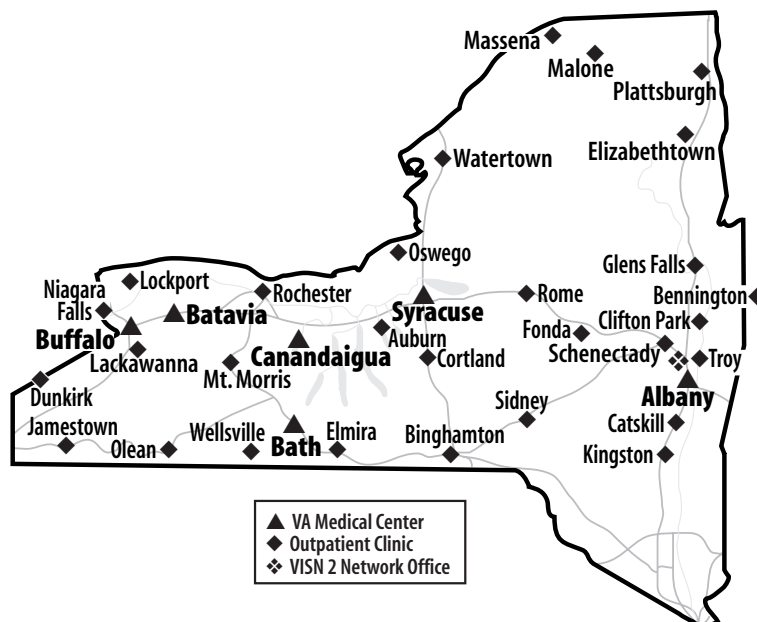 Massena
Malone
Plattsburgh
Elizabethtown
Watertown
Oswego
Glens Falls
Niagara
Falls
Lockport
Rochester
Syracuse
Rome
Bennington
Batavia
Clifton Park
Buffalo
Auburn
Fonda
Canandaigua
Schenectady
Lackawanna
Cortland
Troy
Mt. Morris
Dunkirk
Albany
Sidney
Jamestown
Catskill
Wellsville
Elmira
Olean
Bath
Binghamton
Kingston
VA Medical Center
Outpatient Clinic
VISN 2 Network Office